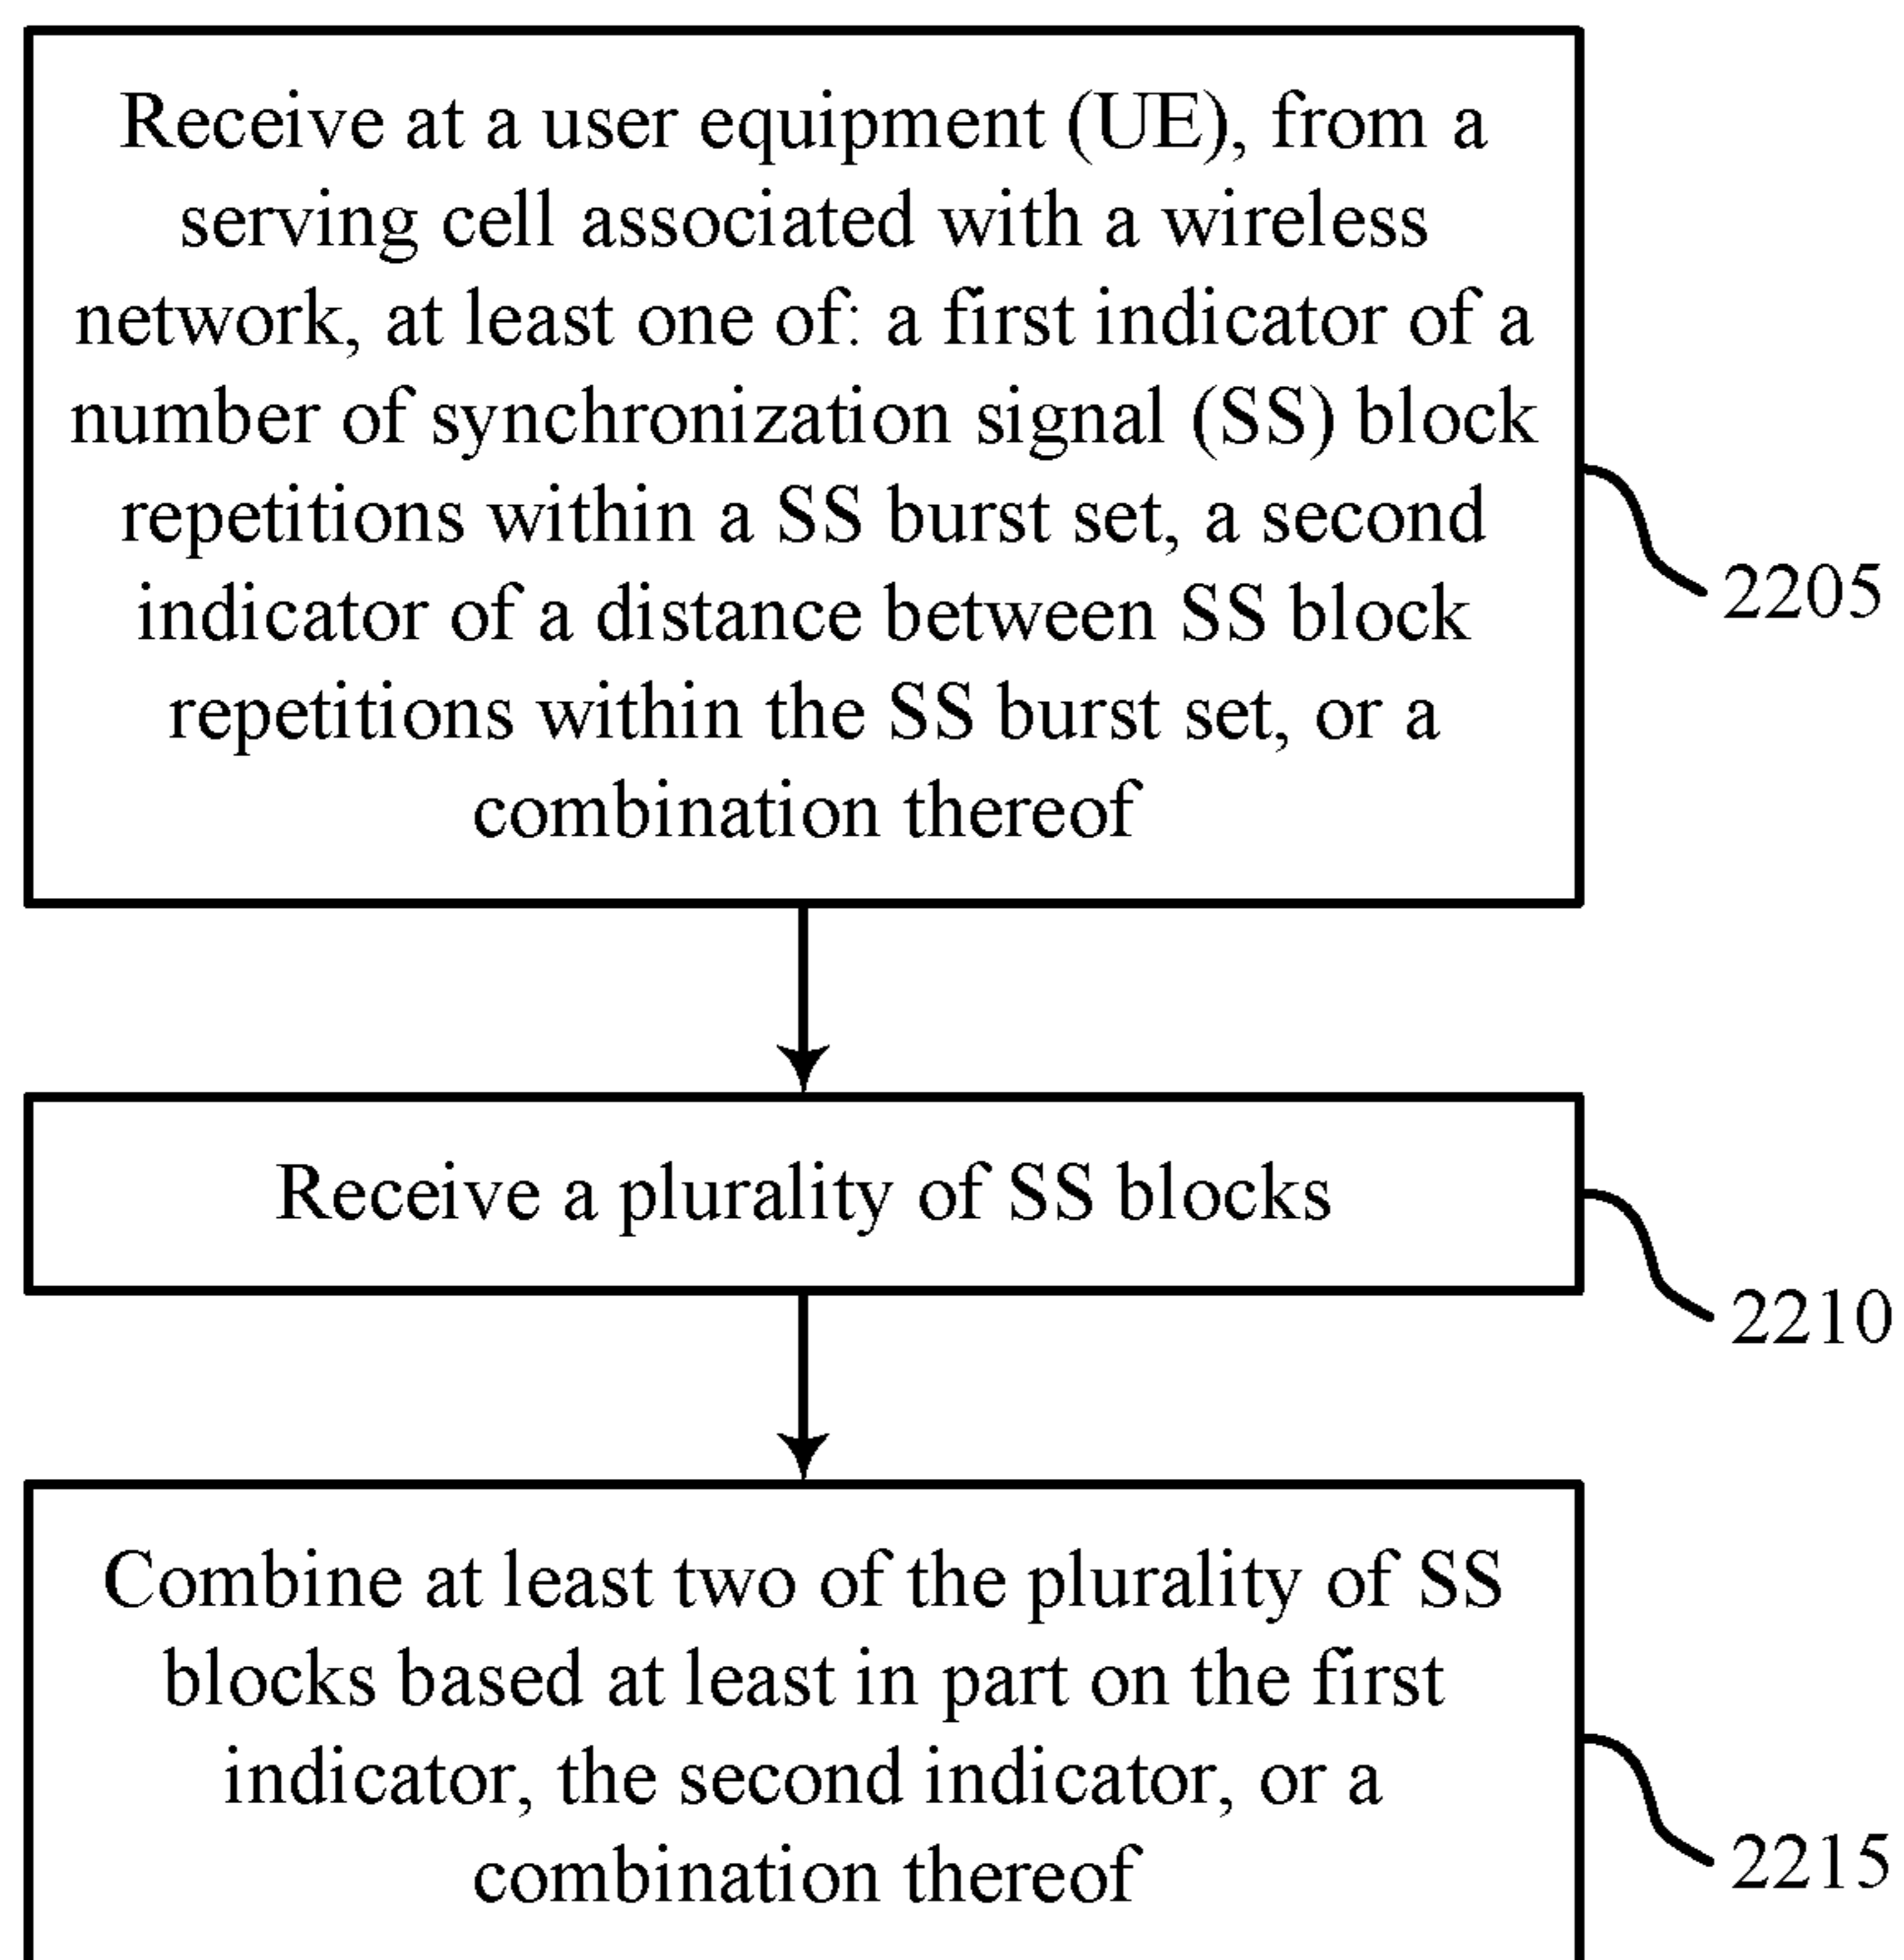 Receive at a user equipment (UE), from a
serving cell associated with a wireless
network, at least one of: a first indicator of a
number of synchronization signal (SS) block
repetitions within a SS burst set, a second
indicator of a distance between SS block
repetitions within the SS burst set, or a
combination thereof
2205
Receive a plurality of SS blocks
2210
Combine at least two of the plurality of SS
blocks based at least in part on the first
indicator, the second indicator, or a
combination thereof
2215